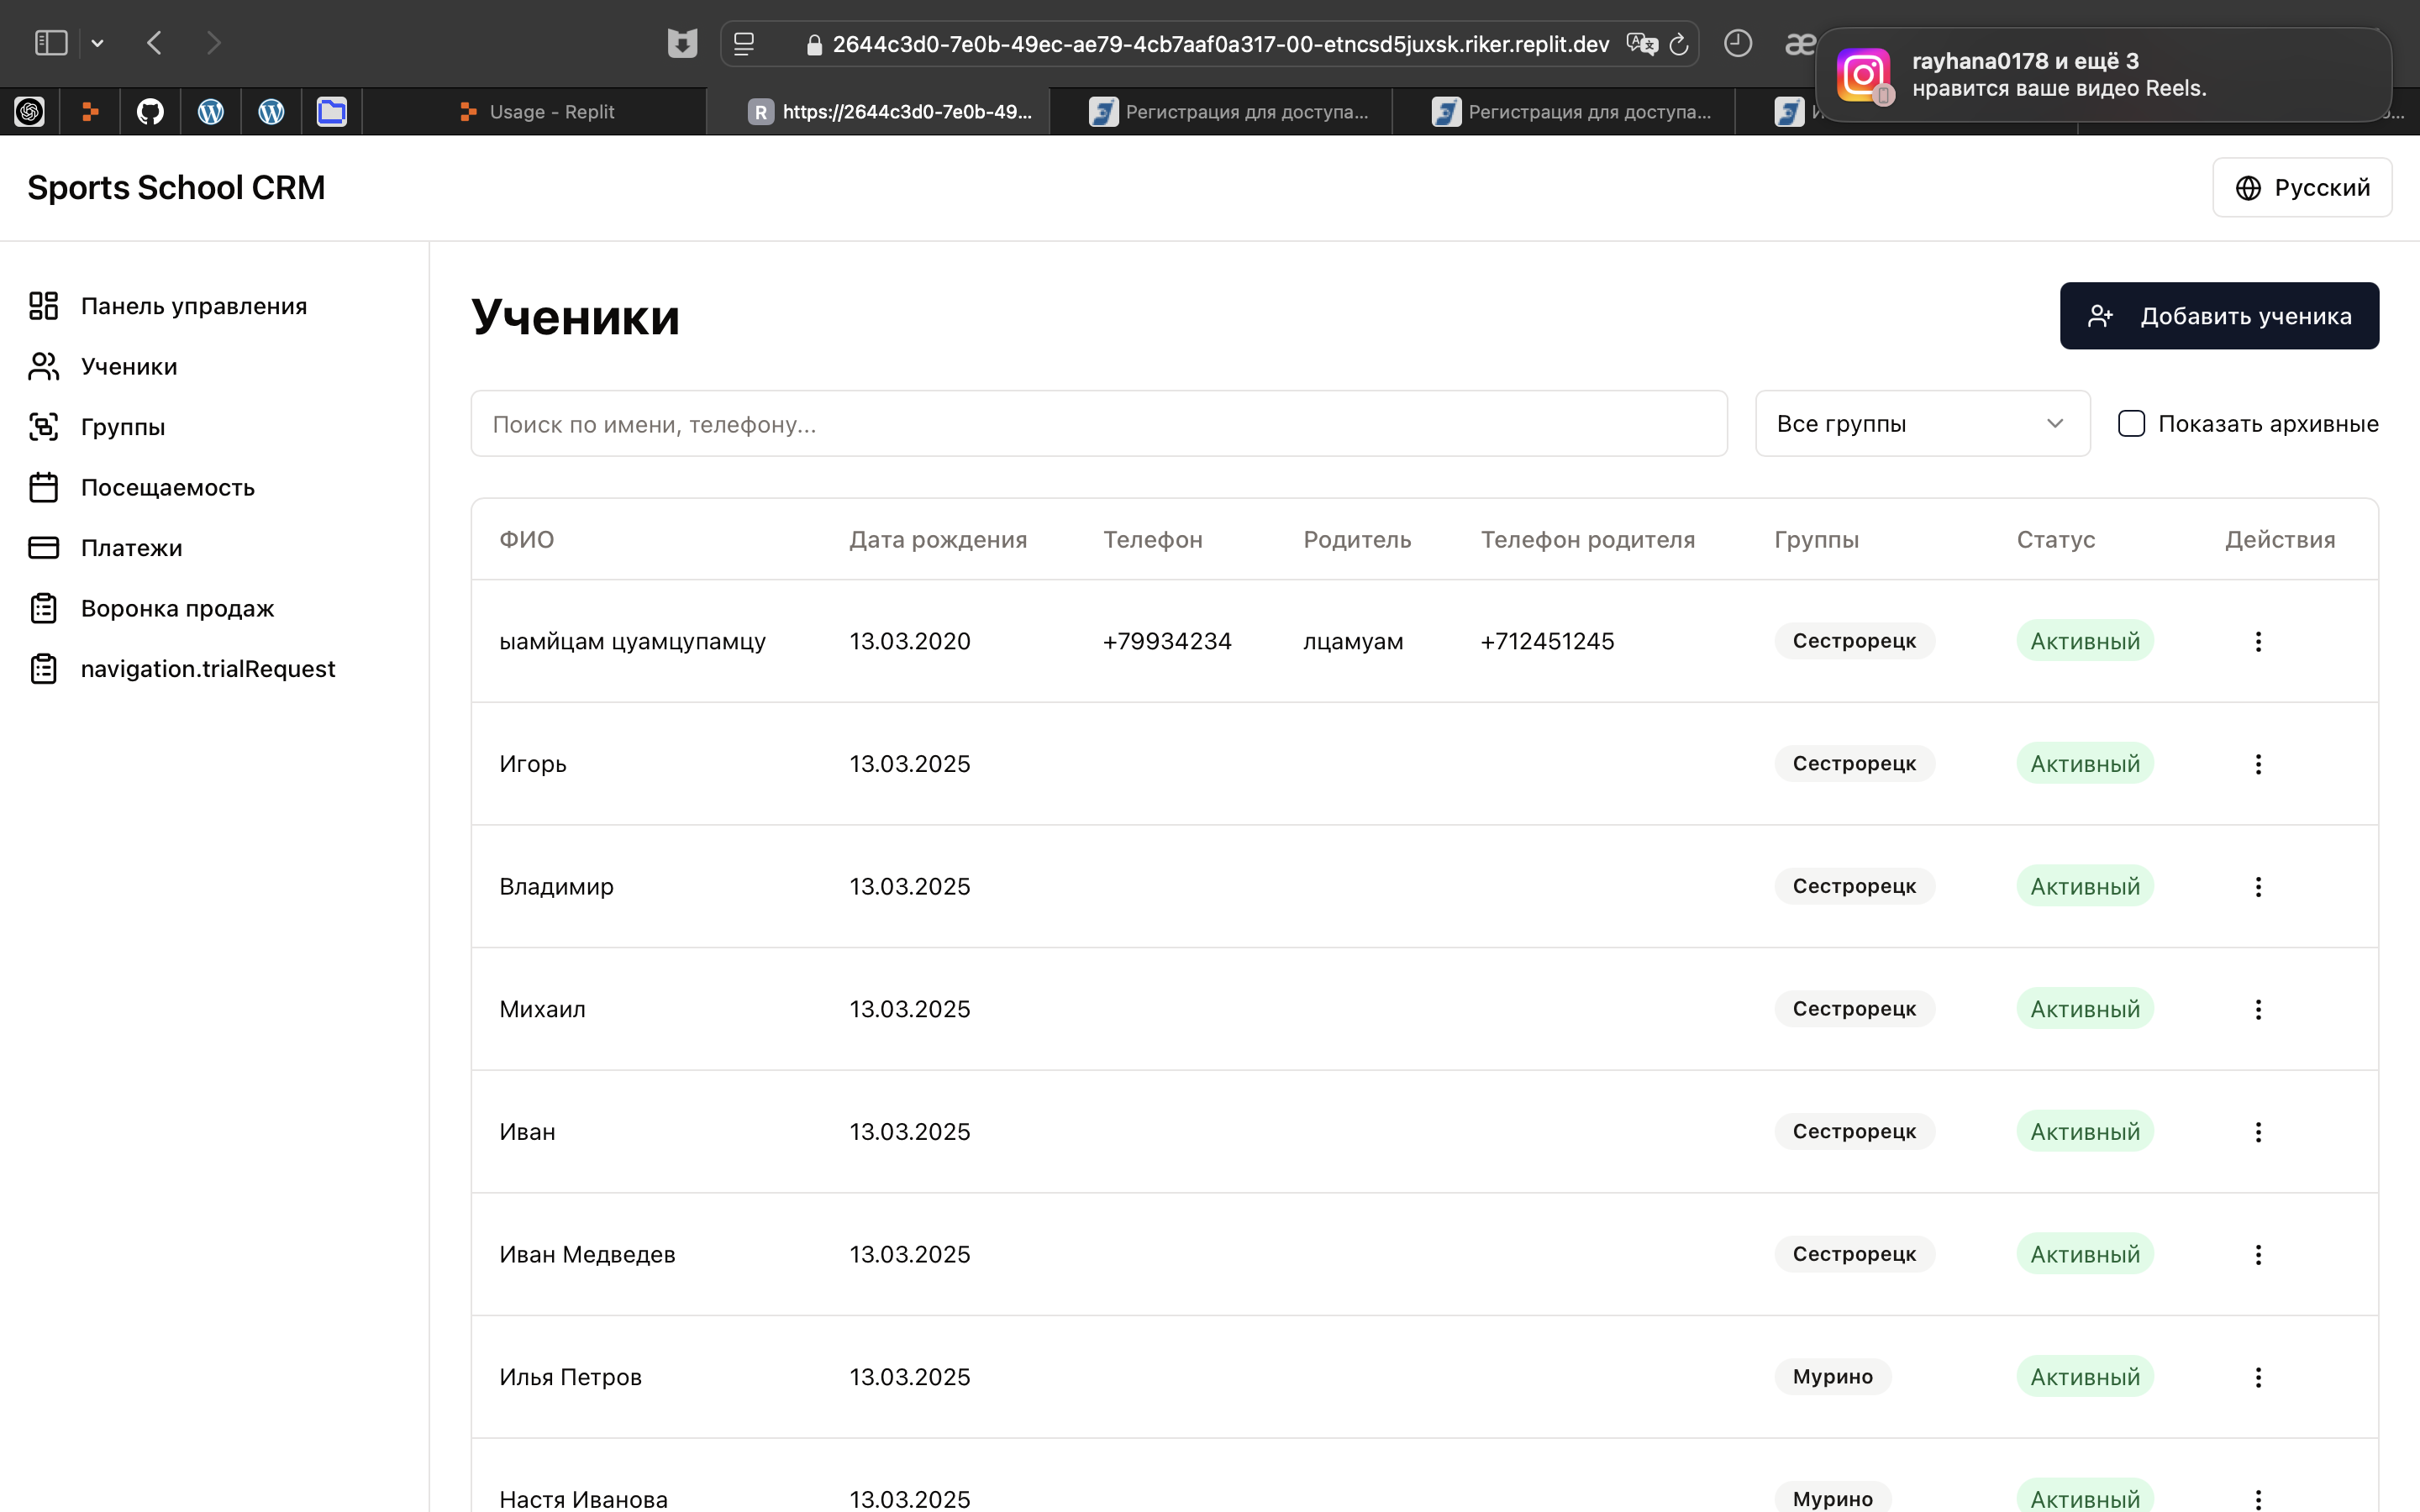 2644c3d0-7e0b-49ec-ae79-4cb7aaf0a317-00-etncsd5juxsk.riker.replit.dev
rayhana0178 и ещё 3
нравится ваше видео Reels.
Usage - Replit
R https://2644c3d0-7e0b-49...
Регистрация для доступа...
Регистрация для доступа...
Sports School CRM
Русский
Панель управления
Ученики
Группы
Посещаемость
Платежи
Воронка продаж
navigation.trialRequest
Ученики
Добавить ученика
Поиск по имени, телефону...
Все группы
Показать архивные
ФИО Дата рождения Телефон Родитель Телефон родителя Группы Статус Действия
ыамйцам цуамцупамцу 13.03.2020 +79934234 лцамуам +712451245 Сестрорецк Активный
Игорь 13.03.2025 Сестрорецк Активный
Владимир 13.03.2025 Сестрорецк Активный
Михаил 13.03.2025 Сестрорецк Активный
Иван 13.03.2025 Сестрорецк Активный
Иван Медведев 13.03.2025 Сестрорецк Активный
Илья Петров 13.03.2025 Мурино Активный
Настя Иванова 13.03.2025 Мурино Активный